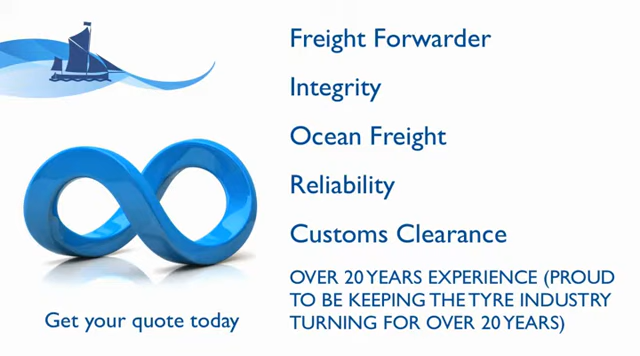 Freight Forwarder
Integrity
Ocean Freight
Reliability
Customs Clearance
OVER 20 YEARS EXPERIENCE (PROUD
TO BE KEEPING THE TYRE INDUSTRY
TURNING FOR OVER 20 YEARS)
Get your quote today